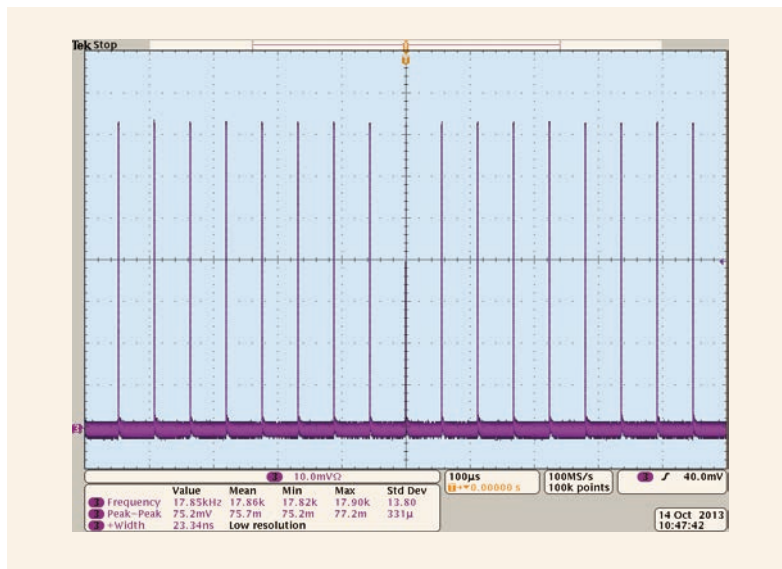 Tek Stop
3
3 10.0mVΩ
100µs
0.00000 s
100MS/s
100k points
3 40.0mV
Value Mean Min Max Std Dev
3 Frequency 17.85kHz 17.86k 17.82k 17.90k 13.80
3 Peak-Peak 75.2mV 75.7m 75.2m 77.2m 331µ
3 +Width 23.34ns Low resolution
14 Oct 2013
10:47:42